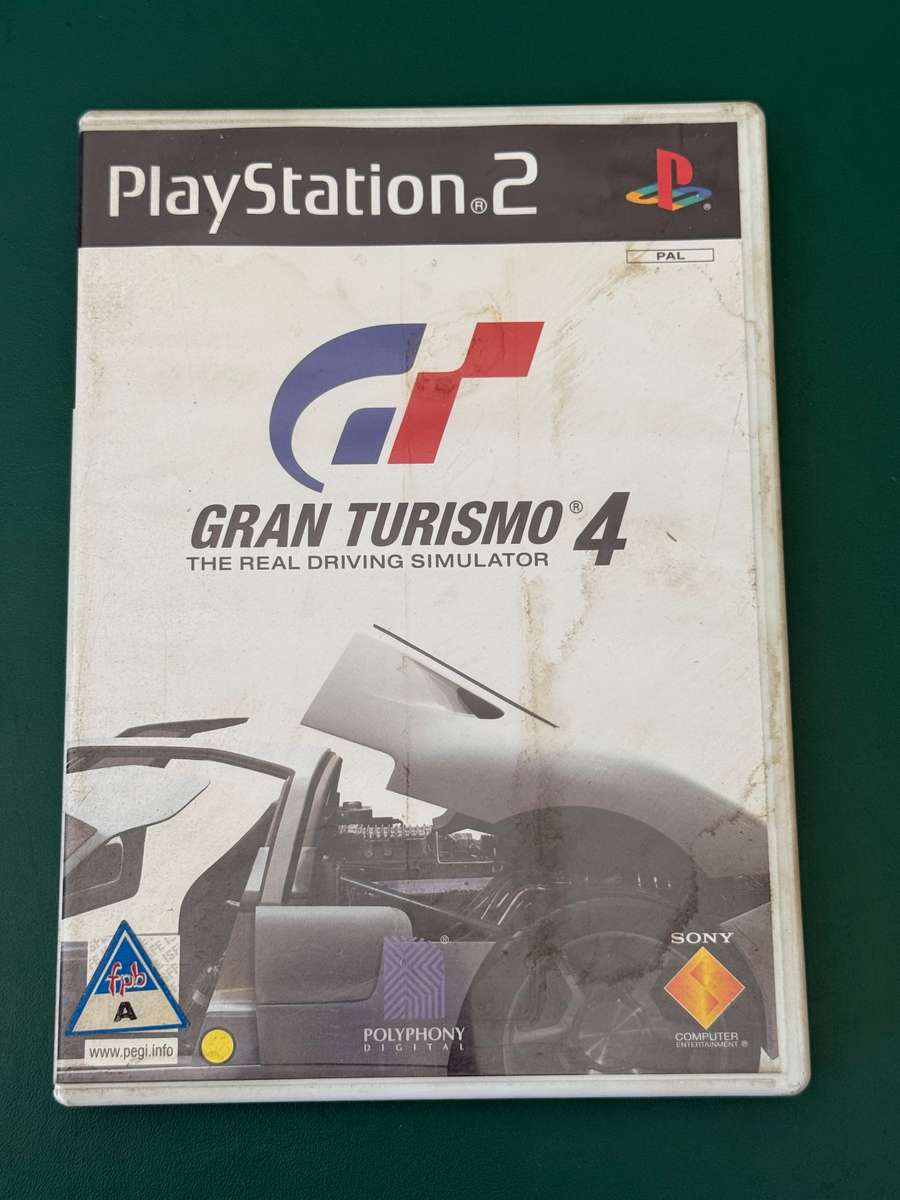 PlayStation®2
PAL
GRAN TURISMO® 4
THE REAL DRIVING SIMULATOR
fpb
A
www.pegi.info
®
POLYPHONY
DIGITAL
SONY
COMPUTER
ENTERTAINMENT ®